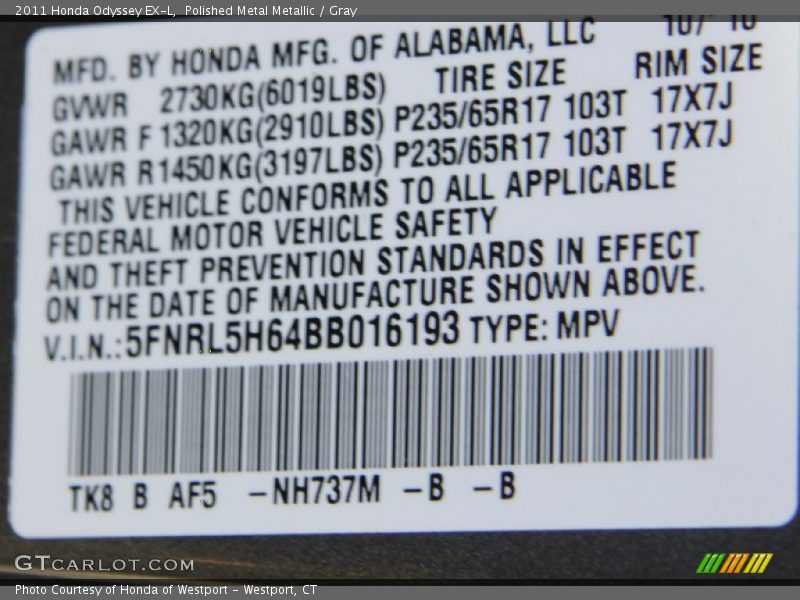 2011 Honda Odyssey EX-L, Polished Metal Metallic / Gray
MFD. BY HONDA MFG. OF ALABAMA, LLC 10/ 10
GVWR 2730KG(6019LBS) TIRE SIZE RIM SIZE
GAWR F 1320KG(2910LBS) P235/65R17 103T 17X7J
GAWR R1450KG(3197LBS) P235/65R17 103T 17X7J
THIS VEHICLE CONFORMS TO ALL APPLICABLE
FEDERAL MOTOR VEHICLE SAFETY
AND THEFT PREVENTION STANDARDS IN EFFECT
ON THE DATE OF MANUFACTURE SHOWN ABOVE.
V.I.N.:5FNRL5H64BB016193 TYPE: MPV
TK8 B AF5 -NH737M -B -B
GTCARLOT.COM
Photo Courtesy of Honda of Westport - Westport, CT